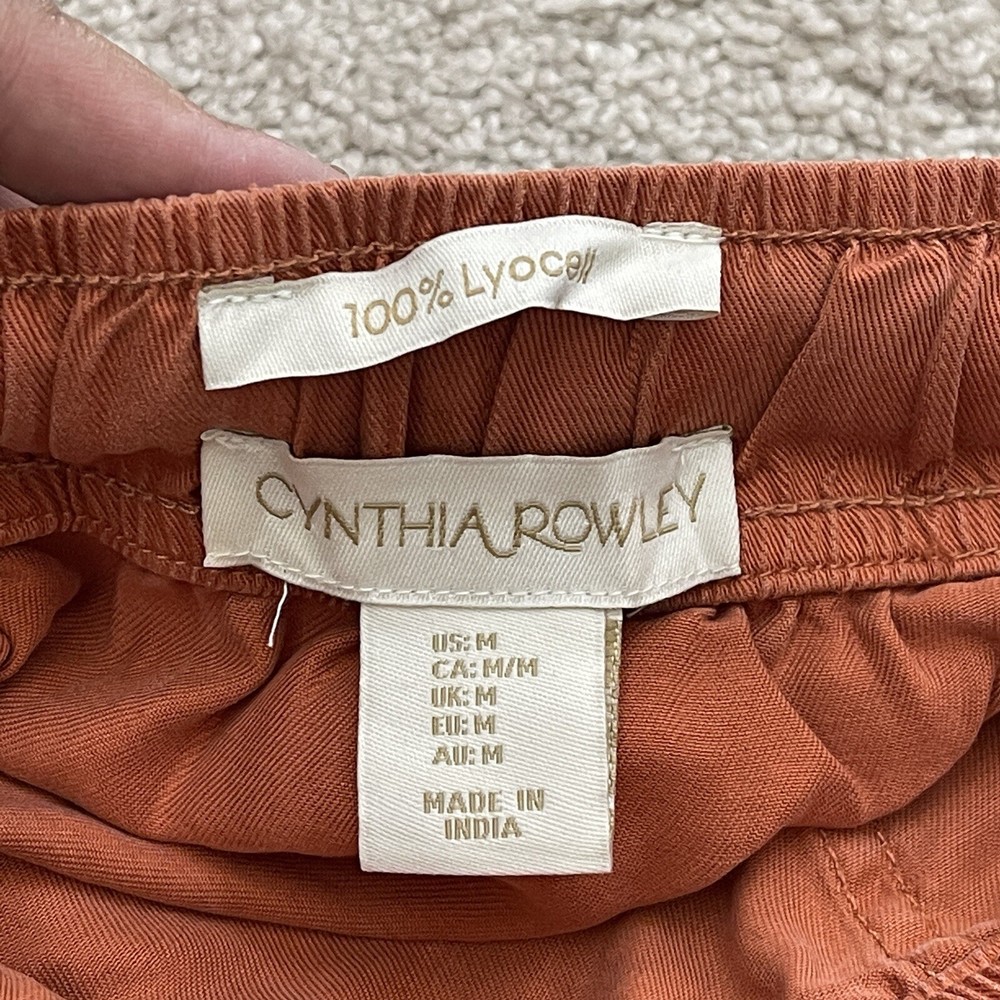 100% Lyocell
CYNTHIA ROWLEY
US: M
CA: M/M
UK: M
EU: M
AU: M
MADE IN
INDIA